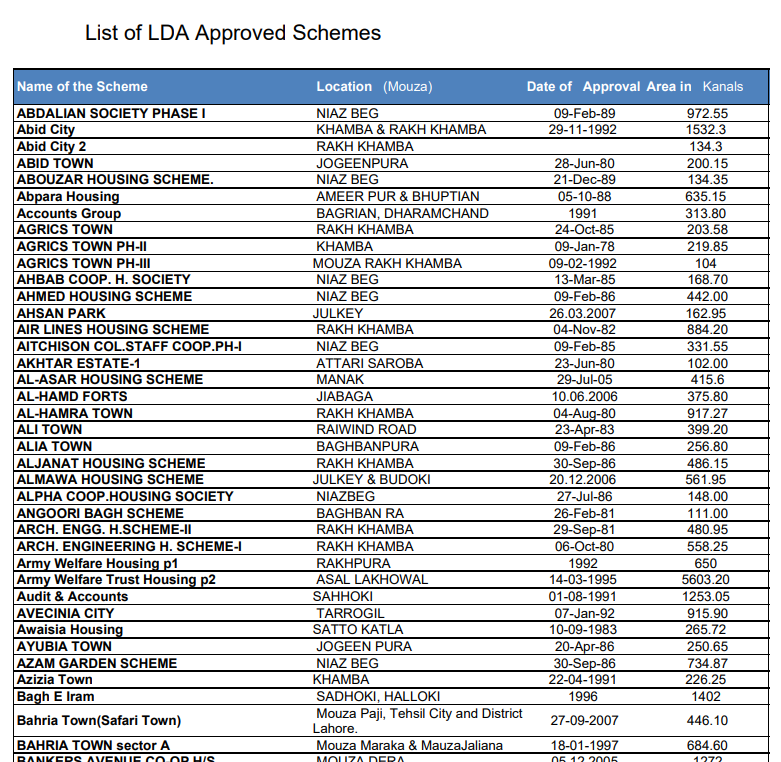 List of LDA Approved Schemes
Name of the Scheme Location (Mouza) Date of Approval Area in Kanals
ABDALIAN SOCIETY PHASE I NIAZ BEG 09-Feb-89 972.55
Abid City KHAMBA & RAKH KHAMBA 29-11-1992 1532.3
Abid City 2 RAKH KHAMBA 134.3
ABID TOWN JOGEENPURA 28-Jun-80 200.15
ABOUZAR HOUSING SCHEME. NIAZ BEG 21-Dec-89 134.35
Abpara Housing AMEER PUR & BHUPTIAN 05-10-88 635.15
Accounts Group BAGRIAN, DHARAMCHAND 1991 313.80
AGRICS TOWN RAKH KHAMBA 24-Oct-85 203.58
AGRICS TOWN PH-II KHAMBA 09-Jan-78 219.85
AGRICS TOWN PH-III MOUZA RAKH KHAMBA 09-02-1992 104
AHBAB COOP. H. SOCIETY NIAZ BEG 13-Mar-85 168.70
AHMED HOUSING SCHEME NIAZ BEG 09-Feb-86 442.00
AHSAN PARK JULKEY 26.03.2007 162.95
AIR LINES HOUSING SCHEME RAKH KHAMBA 04-Nov-82 884.20
AITCHISON COL.STAFF COOP.PH-I NIAZ BEG 09-Feb-85 331.55
AKHTAR ESTATE-1 ATTARI SAROBA 23-Jun-80 102.00
AL-ASAR HOUSING SCHEME MANAK 29-Jul-05 415.6
AL-HAMD FORTS JIABAGA 10.06.2006 375.80
AL-HAMRA TOWN RAKH KHAMBA 04-Aug-80 917.27
ALI TOWN RAIWIND ROAD 23-Apr-83 399.20
ALIA TOWN BAGHBANPURA 09-Feb-86 256.80
ALJANAT HOUSING SCHEME RAKH KHAMBA 30-Sep-86 486.15
ALMAWA HOUSING SCHEME JULKEY & BUDOKI 20.12.2006 561.95
ALPHA COOP.HOUSING SOCIETY NIAZBEG 27-Jul-86 148.00
ANGOORI BAGH SCHEME BAGHBAN RA 26-Feb-81 111.00
ARCH. ENGG. H.SCHEME-II RAKH KHAMBA 29-Sep-81 480.95
ARCH. ENGINEERING H. SCHEME-I RAKH KHAMBA 06-Oct-80 558.25
Army Welfare Housing p1 RAKHPURA 1992 650
Army Welfare Trust Housing p2 ASAL LAKHOWAL 14-03-1995 5603.20
Audit & Accounts SAHHOKI 01-08-1991 1253.05
AVECINIA CITY TARROGIL 07-Jan-92 915.90
Awaisia Housing SATTO KATLA 10-09-1983 265.72
AYUBIA TOWN JOGEEN PURA 20-Apr-86 250.65
AZAM GARDEN SCHEME NIAZ BEG 30-Sep-86 734.87
Azizia Town KHAMBA 22-04-1991 226.25
Bagh E Iram SADHOKI, HALLOKI 1996 1402
Bahria Town(Safari Town) Mouza Paji, Tehsil City and District
Lahore. 27-09-2007 446.10
BAHRIA TOWN sector A Mouza Maraka & MauzaJaliana 18-01-1997 684.60
BANKERS AVENUE CO-OP H/S MOUZA DERA 05.12.2005 1272